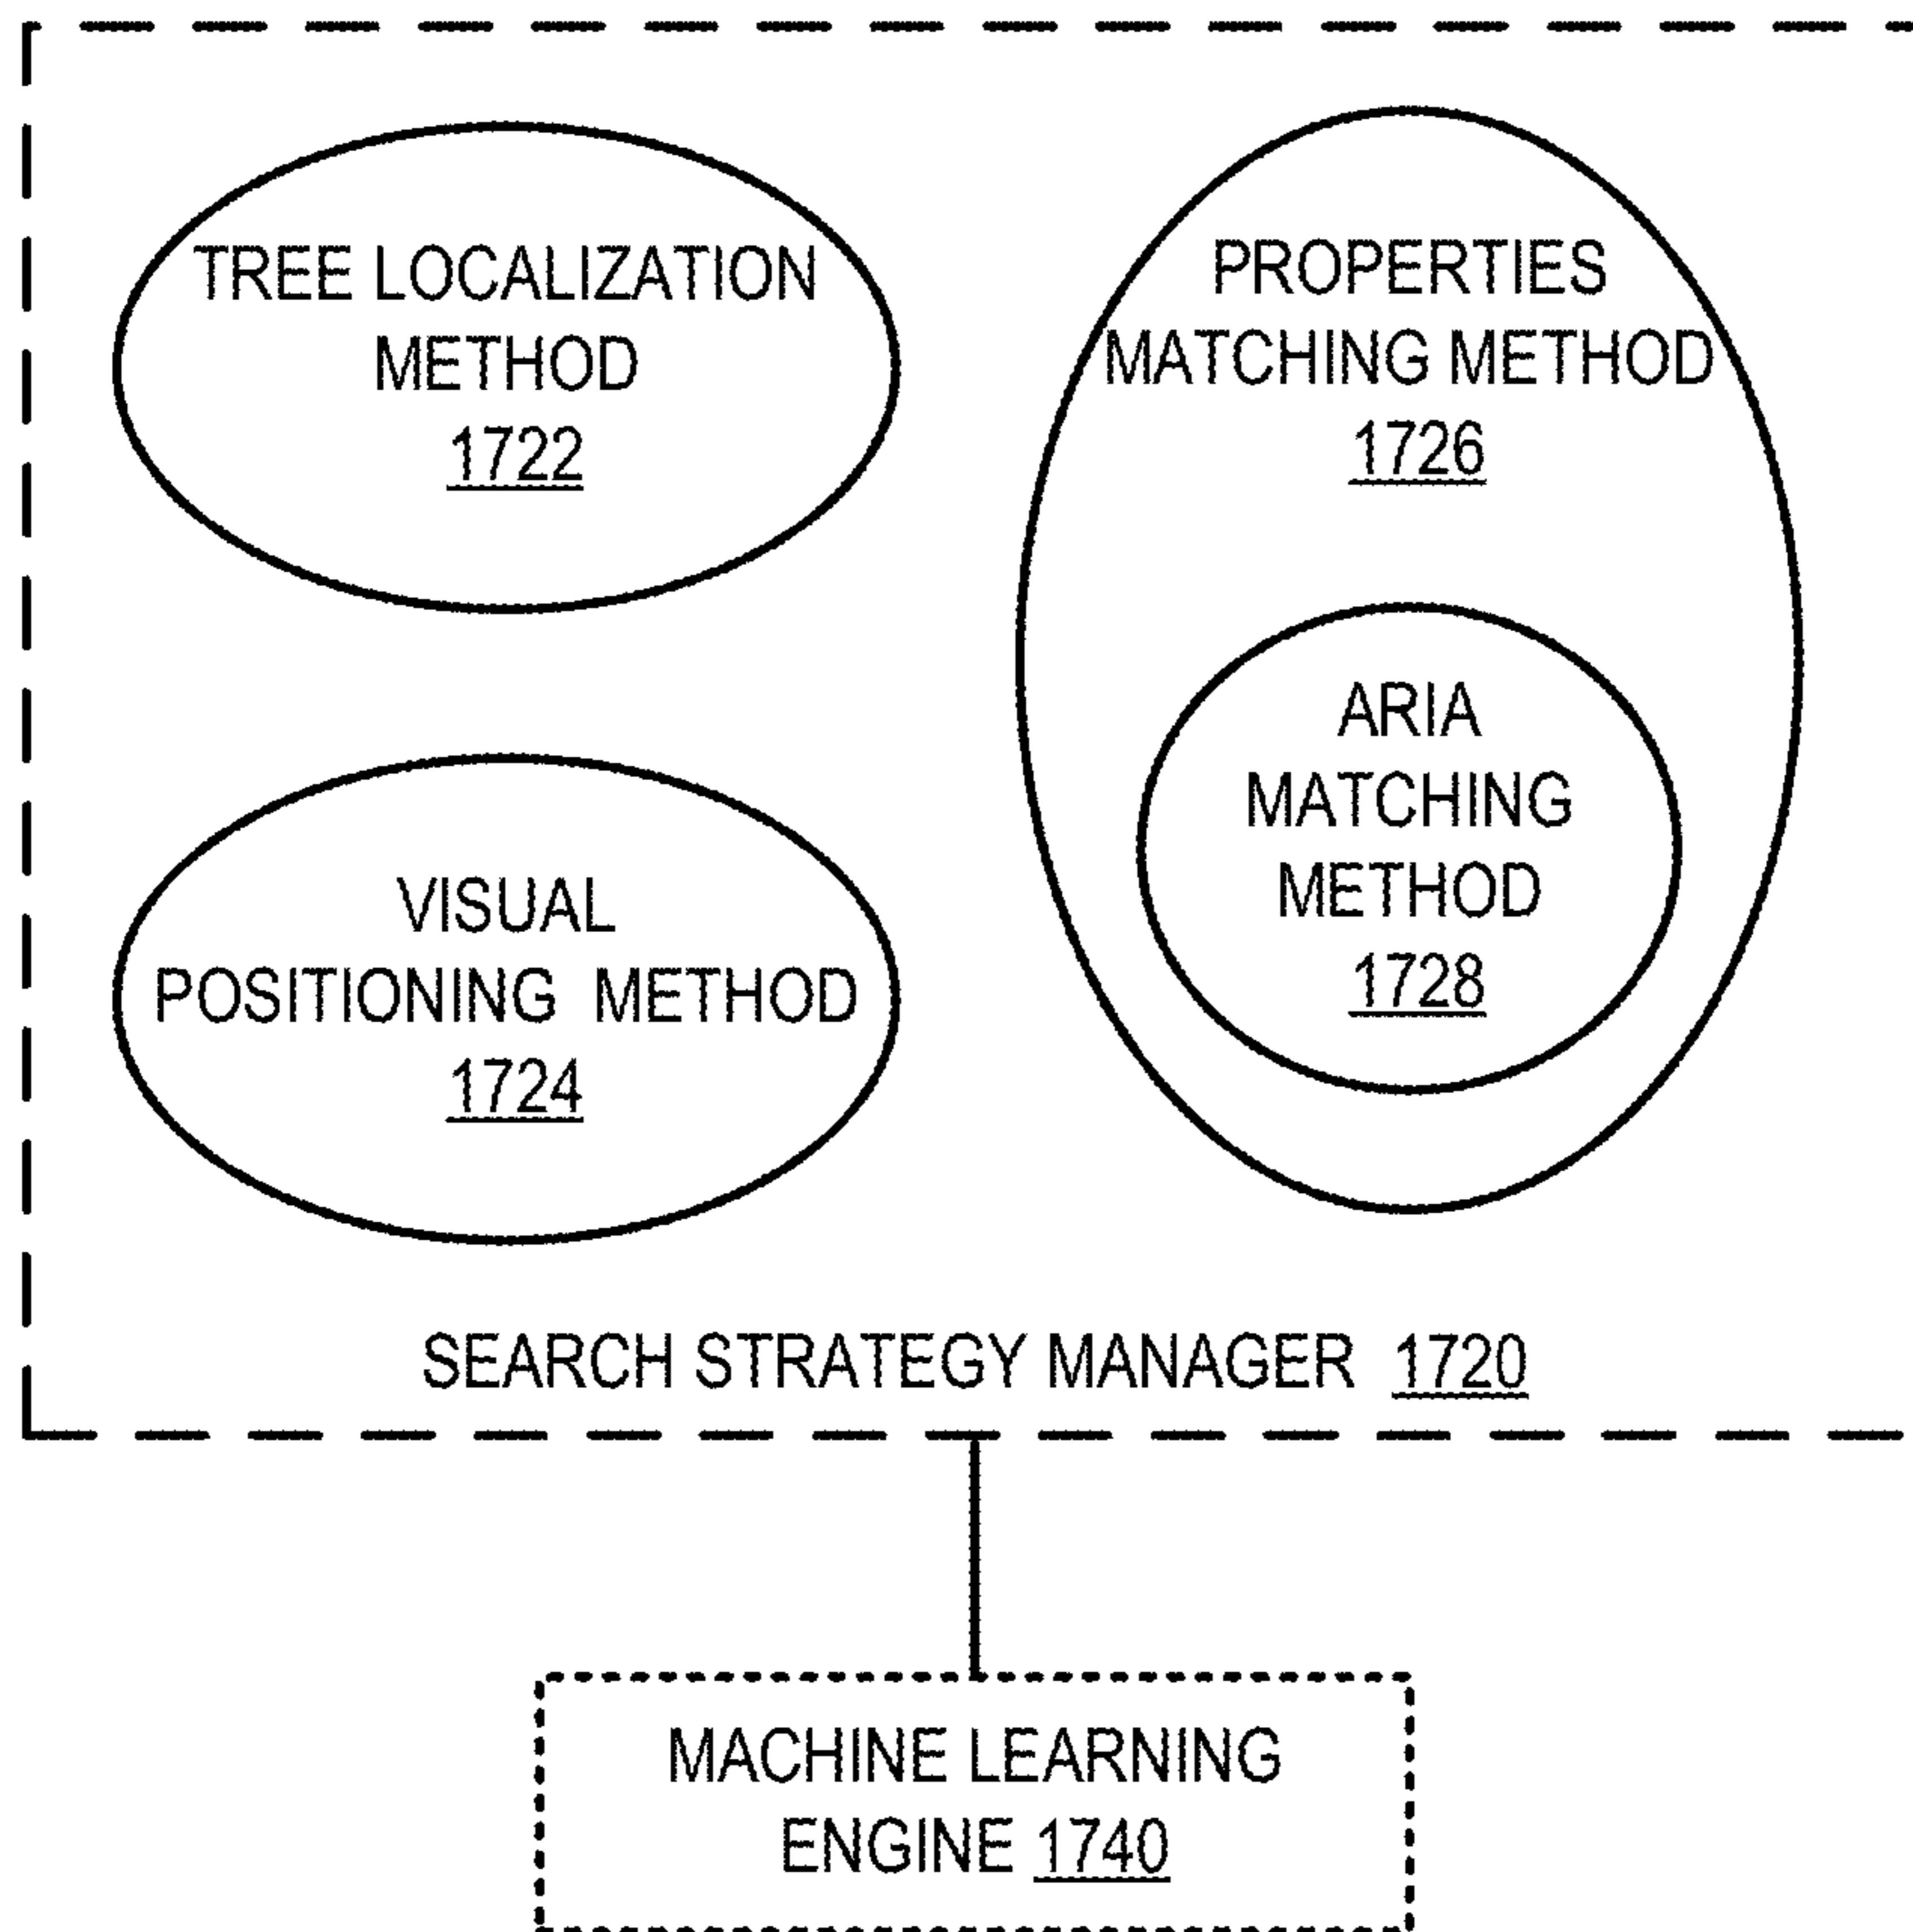 TREE LOCALIZATION
METHOD
1722
PROPERTIES
MATCHING METHOD
1726
ARIA
MATCHING
METHOD
1728
VISUAL
POSITIONING METHOD
1724
SEARCH STRATEGY MANAGER 1720
MACHINE LEARNING
ENGINE 1740